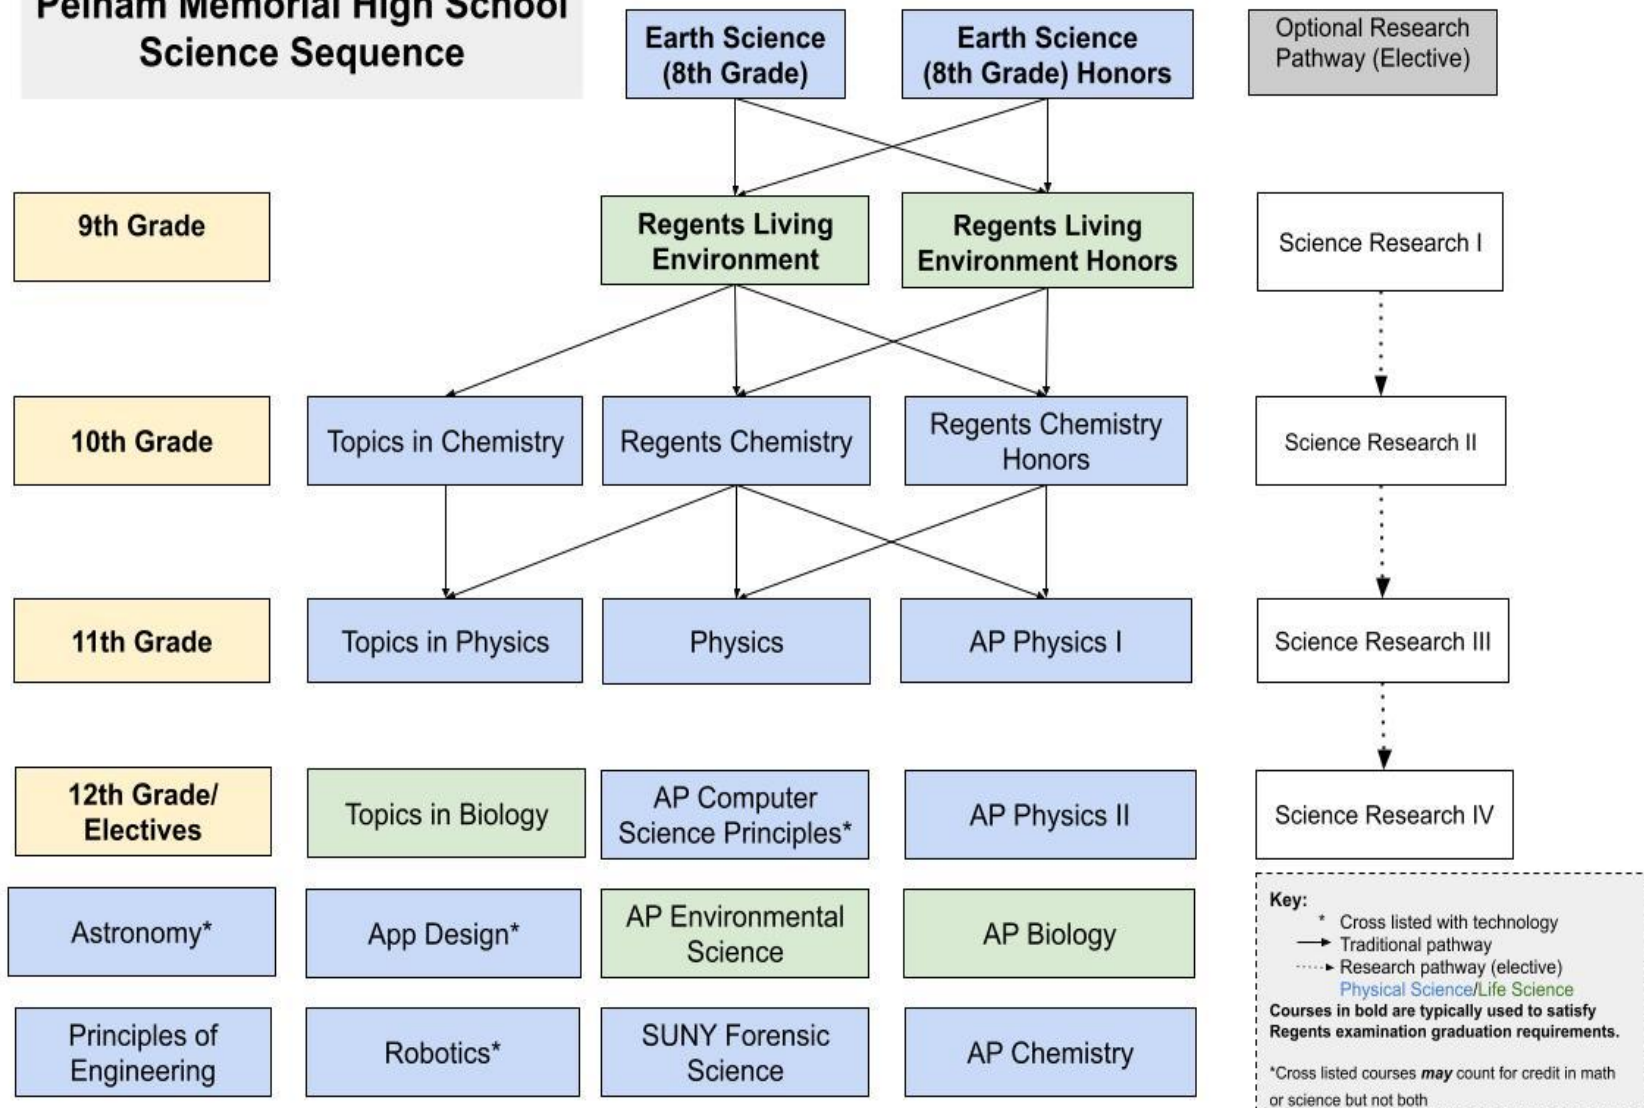 Pelham Memorial High School
Science Sequence
Earth Science
(8th Grade)
Earth Science
(8th Grade) Honors
Optional Research
Pathway (Elective)
9th Grade
Regents Living
Environment
Regents Living
Environment Honors
Science Research I
10th Grade
Topics in Chemistry
Regents Chemistry
Regents Chemistry
Honors
Science Research II
11th Grade
Topics in Physics
Physics
AP Physics I
Science Research III
12th Grade/
Electives
Topics in Biology
AP Computer
Science Principles*
AP Physics II
Science Research IV
Astronomy*
App Design*
AP Environmental
Science
AP Biology
Principles of
Engineering
Robotics*
SUNY Forensic
Science
AP Chemistry
Key:
* Cross listed with technology
Traditional pathway
Research pathway (elective)
Physical Science/Life Science
Courses in bold are typically used to satisfy
Regents examination graduation requirements.
*Cross listed courses may count for credit in math
or science but not both